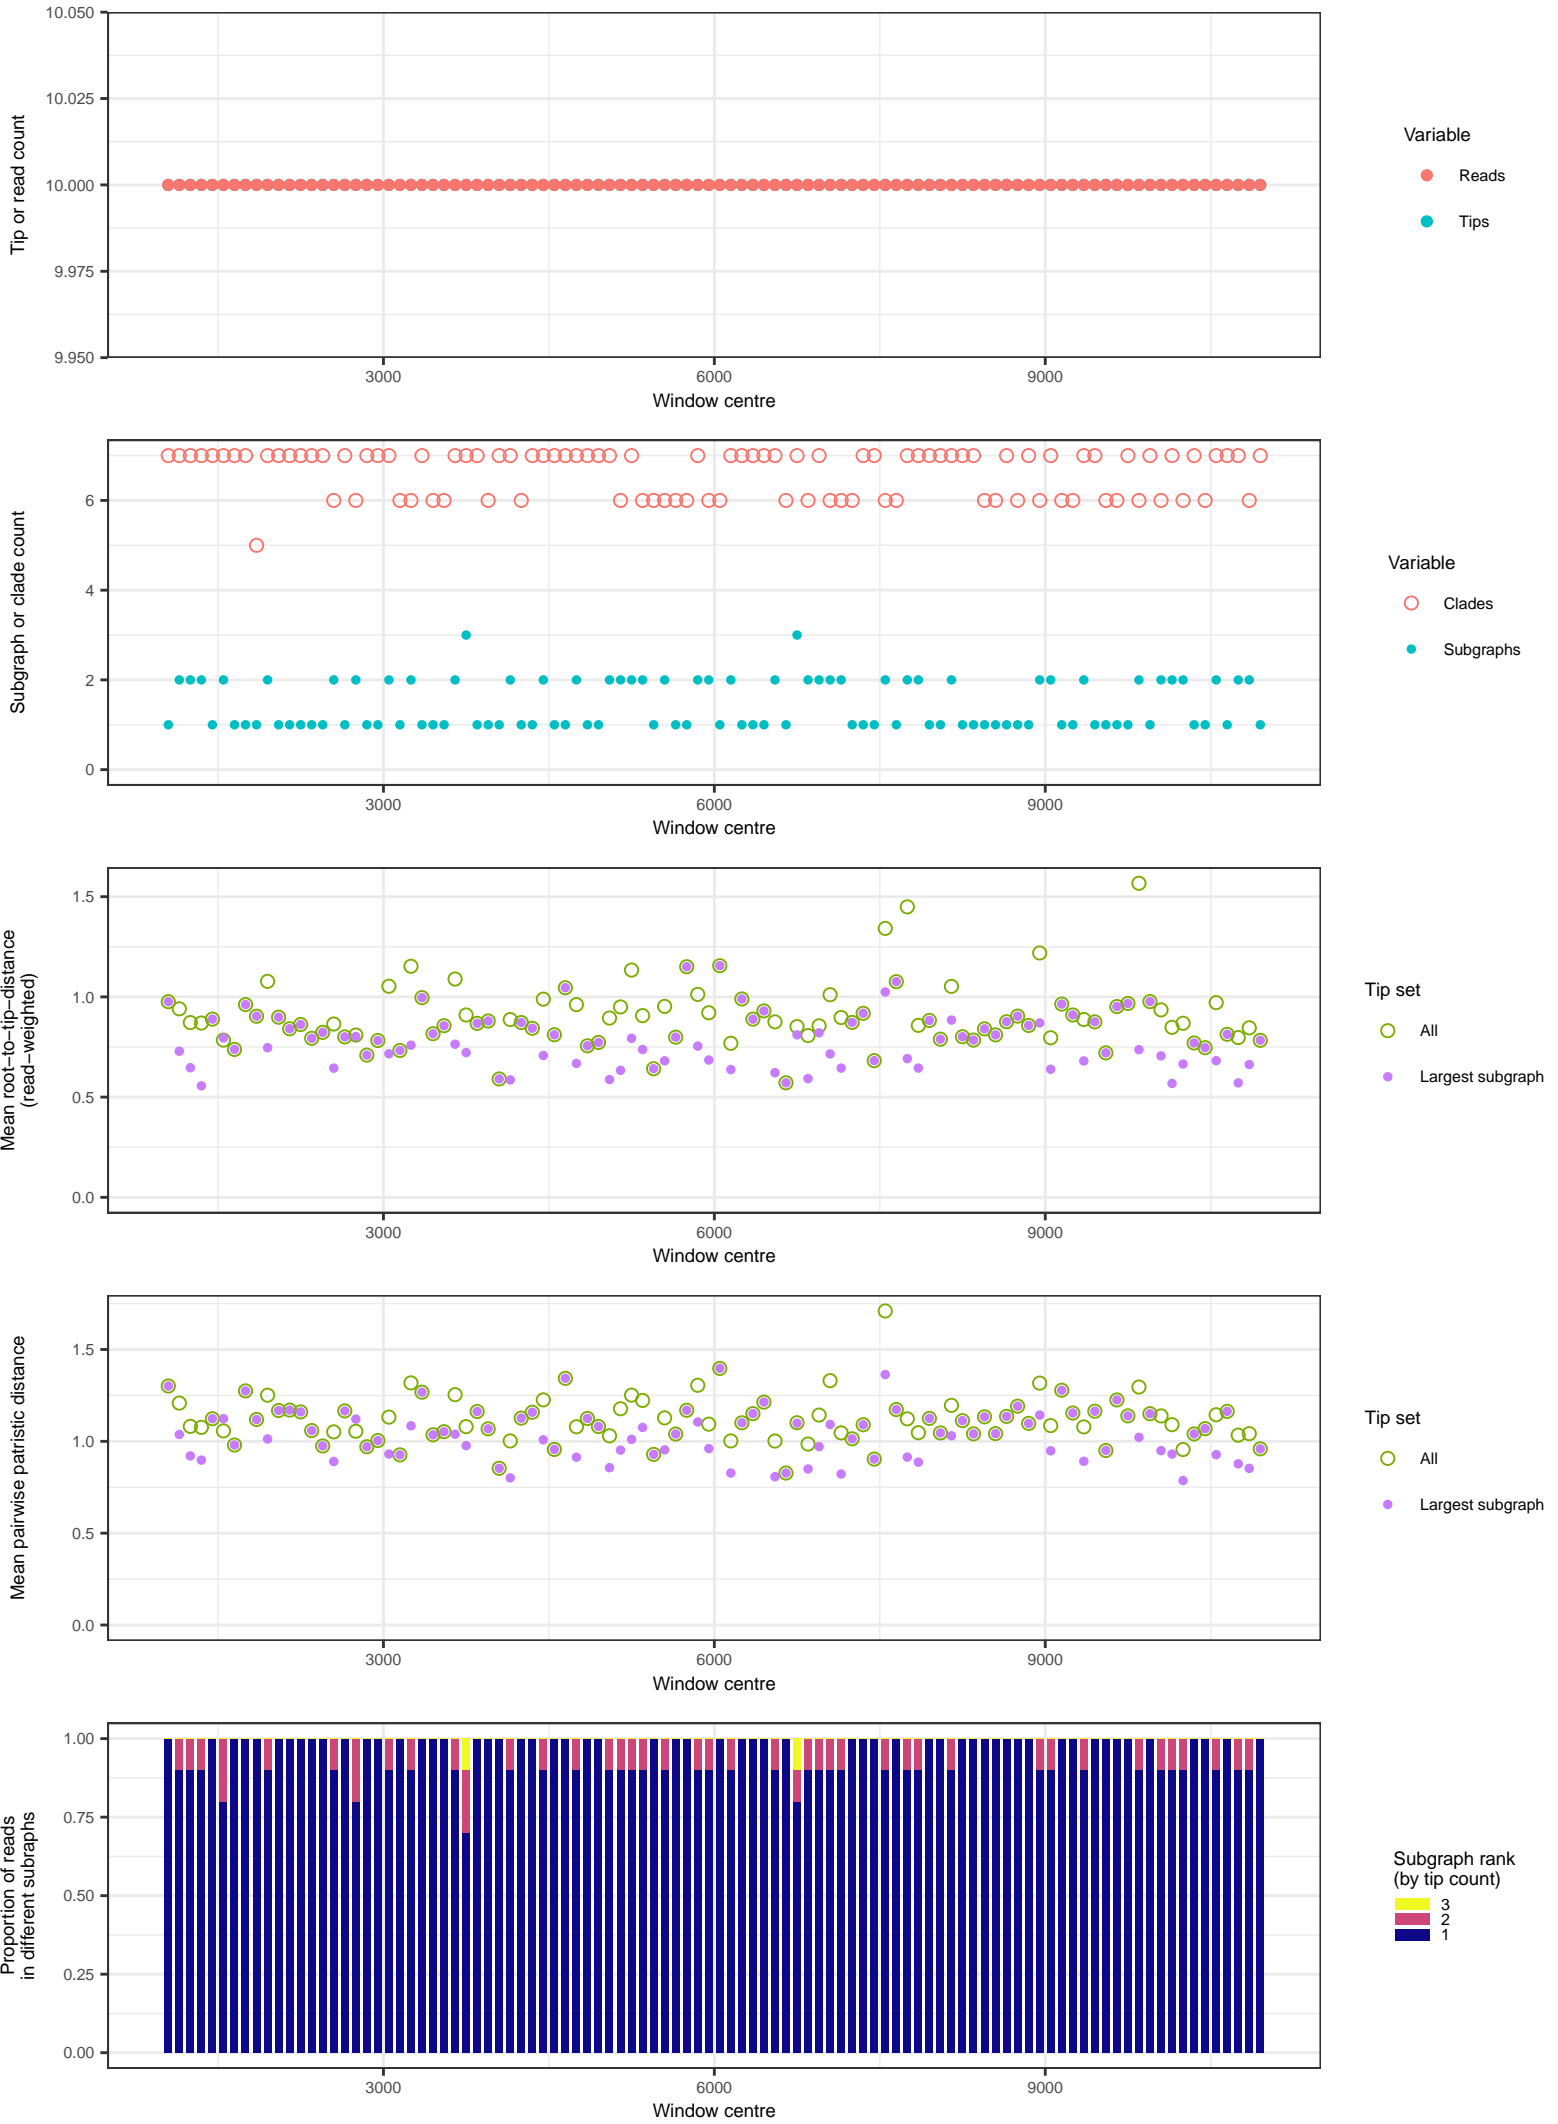 10.050
10.025
10.000
9.975
9.950
Tip or read count
3000
6000
9000
Window centre
Variable
Reads
Tips
6
4
2
0
Subgraph or clade count
3000
6000
9000
Window centre
Variable
Clades
Subgraphs
1.5
1.0
0.5
0.0
Mean root−to−tip−distance
(read−weighted)
3000
6000
9000
Window centre
Tip set
All
Largest subgraph
1.5
1.0
0.5
0.0
Mean pairwise patristic distance
3000
6000
9000
Window centre
Tip set
All
Largest subgraph
1.00
0.75
0.50
0.25
0.00
Proportion of reads
in different subraphs
3000
6000
9000
Window centre
Subgraph rank
(by tip count)
3
2
1